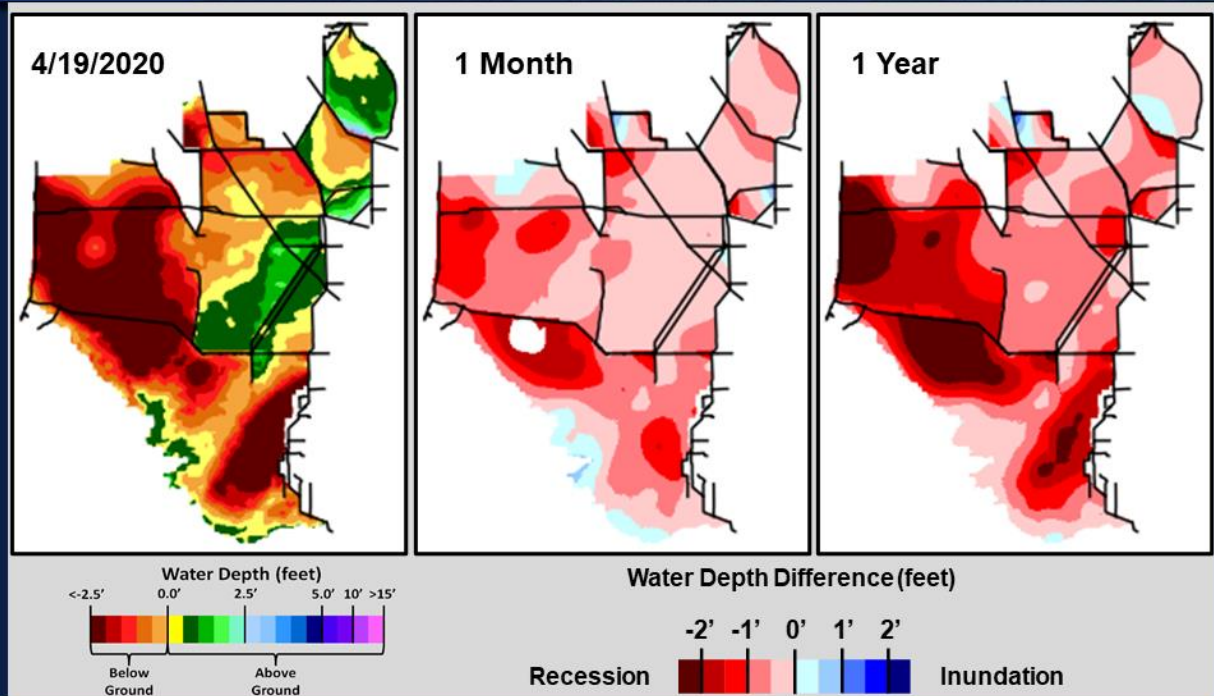 4/19/2020
1 Month
1 Year
Water Depth (feet)
<-2.5' 0.0' 2.5' 5.0' 10' >15'
Below
Ground
Above
Ground
Water Depth Difference (feet)
-2' -1' 0' 1' 2'
Recession
Inundation